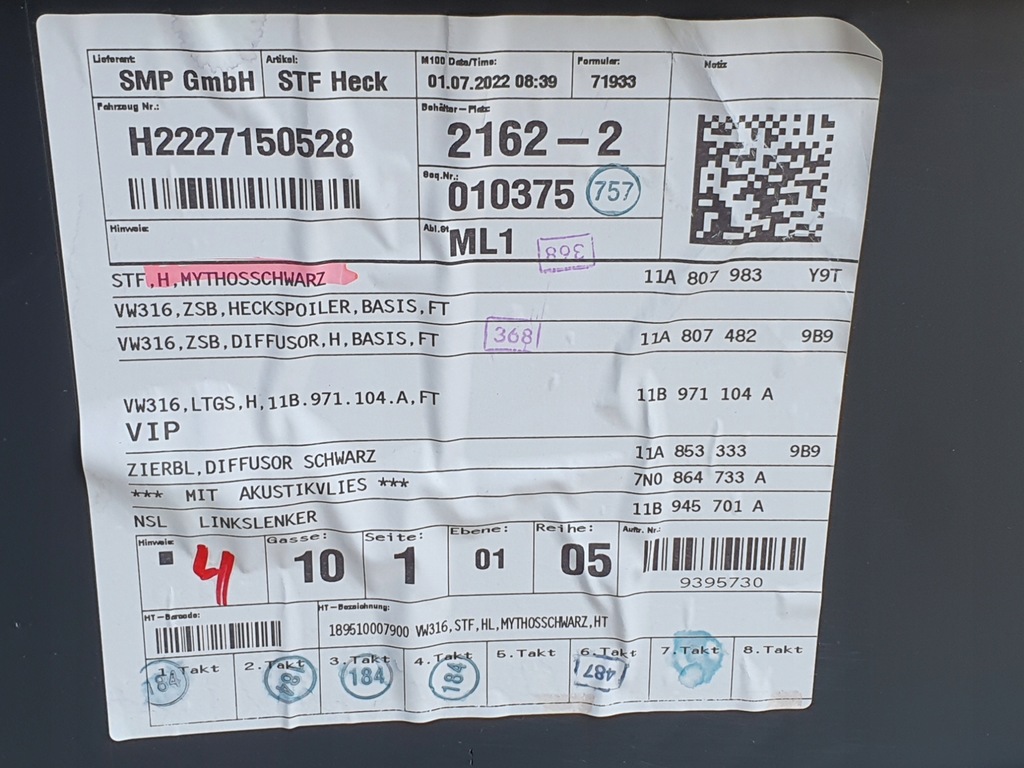 Lieferant: Artikel: M100 Data/Time: Formular: Notiz
SMP GmbH STF Heck 01.07.2022 08:39 71933
Fahrzeug Nr.: Behälter-Platz:
H2227150528 2162-2
Seq.Nr.:
010375 757
Hinweis: Abl.Gt
ML1 368
STF,H,MYTHOSSCHWARZ 11A 807 983 Y9T
VW316,ZSB,HECKSPOILER,BASIS,FT
VW316,ZSB,DIFFUSOR,H,BASIS,FT 368 11A 807 482 9B9
VW316,LTGS,H,11B.971.104.A,FT 11B 971 104 A
VIP
ZIERBL,DIFFUSOR SCHWARZ 11A 853 333 9B9
*** MIT AKUSTIKVLIES *** 7N0 864 733 A
NSL LINKSLENKER 11B 945 701 A
Hinweis: Gasse: Seite: Ebene: Reihe: Auftr. Nr:
4 10 1 01 05
9395730
HT-Barcode: HT-Bezeichnung:
189510007900 VW316,STF,HL,MYTHOSSCHWARZ,HT
1.Takt 2.Takt 3.Takt 4.Takt 5.Takt 6.Takt 7.Takt 8.Takt
184 184 184 184 487